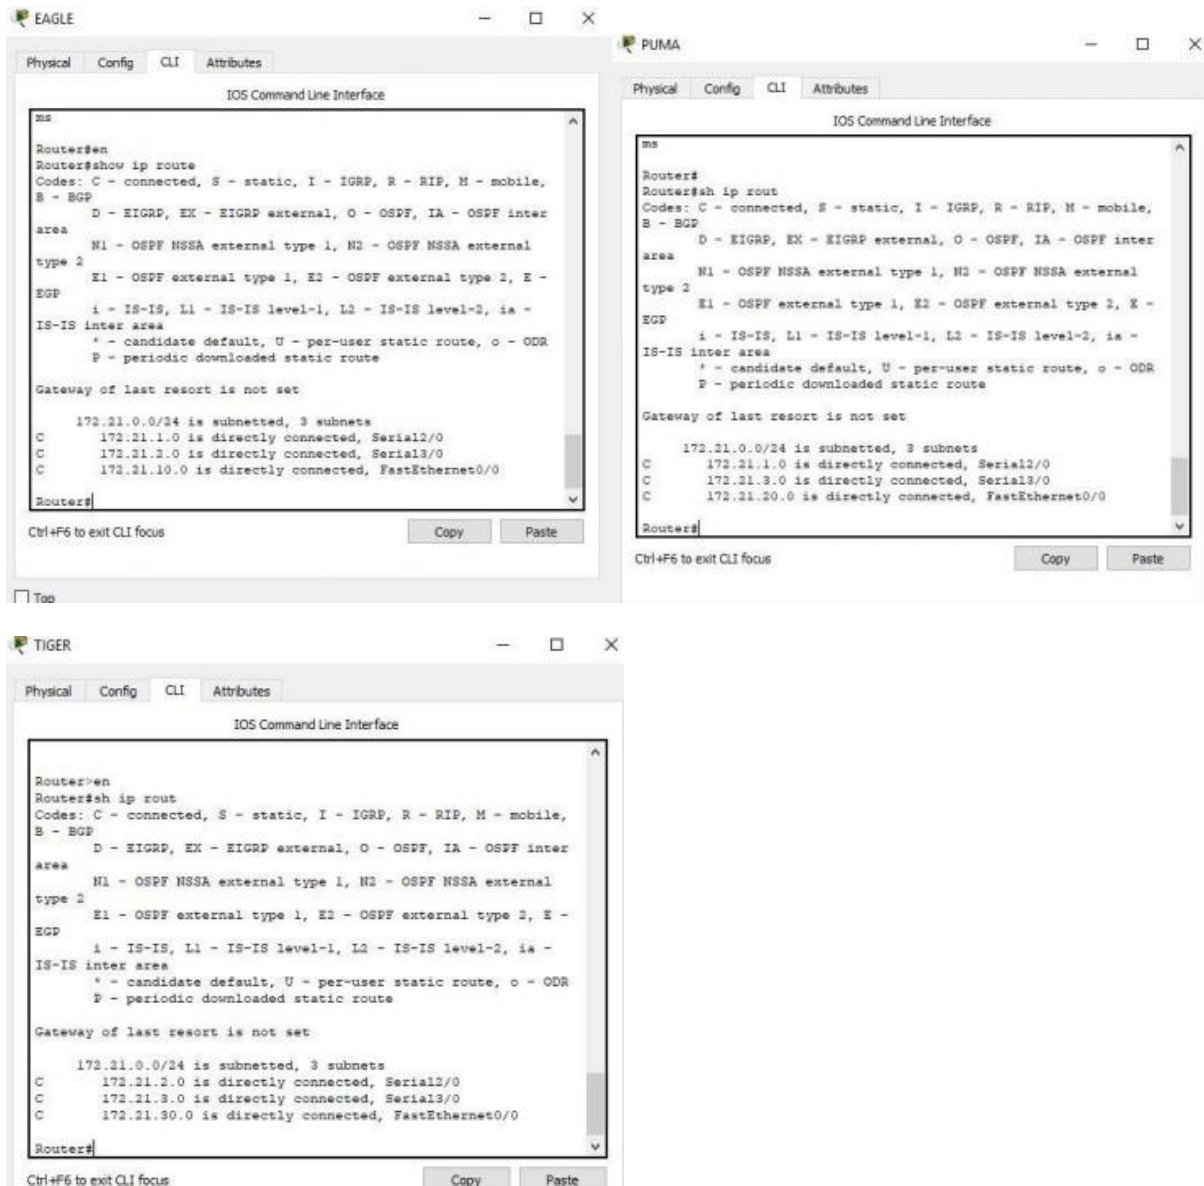 EAGLE
Physical Config CLI Attributes
IOS Command Line Interface
ms
Router#en
Router#show ip route
Codes: C - connected, S - static, I - IGRP, R - RIP, M - mobile,
B - BGP
D - EIGRP, EX - EIGRP external, O - OSPF, IA - OSPF inter
area
N1 - OSPF NSSA external type 1, N2 - OSPF NSSA external
type 2
E1 - OSPF external type 1, E2 - OSPF external type 2, E -
EGP
i - IS-IS, L1 - IS-IS level-1, L2 - IS-IS level-2, ia -
IS-IS inter area
* - candidate default, U - per-user static route, o - ODR
P - periodic downloaded static route
Gateway of last resort is not set
172.21.0.0/24 is subnetted, 3 subnets
C 172.21.1.0 is directly connected, Serial2/0
C 172.21.2.0 is directly connected, Serial3/0
C 172.21.10.0 is directly connected, FastEthernet0/0
Router#
Ctrl+F6 to exit CLI focus
Copy Paste
Top
PUMA
Physical Config CLI Attributes
IOS Command Line Interface
ms
Router#
Router#sh ip rout
Codes: C - connected, S - static, I - IGRP, R - RIP, M - mobile,
B - BGP
D - EIGRP, EX - EIGRP external, O - OSPF, IA - OSPF inter
area
N1 - OSPF NSSA external type 1, N2 - OSPF NSSA external
type 2
E1 - OSPF external type 1, E2 - OSPF external type 2, E -
EGP
i - IS-IS, L1 - IS-IS level-1, L2 - IS-IS level-2, ia -
IS-IS inter area
* - candidate default, U - per-user static route, o - ODR
P - periodic downloaded static route
Gateway of last resort is not set
172.21.0.0/24 is subnetted, 3 subnets
C 172.21.1.0 is directly connected, Serial2/0
C 172.21.3.0 is directly connected, Serial3/0
C 172.21.20.0 is directly connected, FastEthernet0/0
Router#
Ctrl+F6 to exit CLI focus
Copy Paste
TIGER
Physical Config CLI Attributes
IOS Command Line Interface
Router>en
Router#sh ip rout
Codes: C - connected, S - static, I - IGRP, R - RIP, M - mobile,
B - BGP
D - EIGRP, EX - EIGRP external, O - OSPF, IA - OSPF inter
area
N1 - OSPF NSSA external type 1, N2 - OSPF NSSA external
type 2
E1 - OSPF external type 1, E2 - OSPF external type 2, E -
EGP
i - IS-IS, L1 - IS-IS level-1, L2 - IS-IS level-2, ia -
IS-IS inter area
* - candidate default, U - per-user static route, o - ODR
P - periodic downloaded static route
Gateway of last resort is not set
172.21.0.0/24 is subnetted, 3 subnets
C 172.21.2.0 is directly connected, Serial2/0
C 172.21.3.0 is directly connected, Serial3/0
C 172.21.30.0 is directly connected, FastEthernet0/0
Router#
Ctrl+F6 to exit CLI focus
Copy Paste